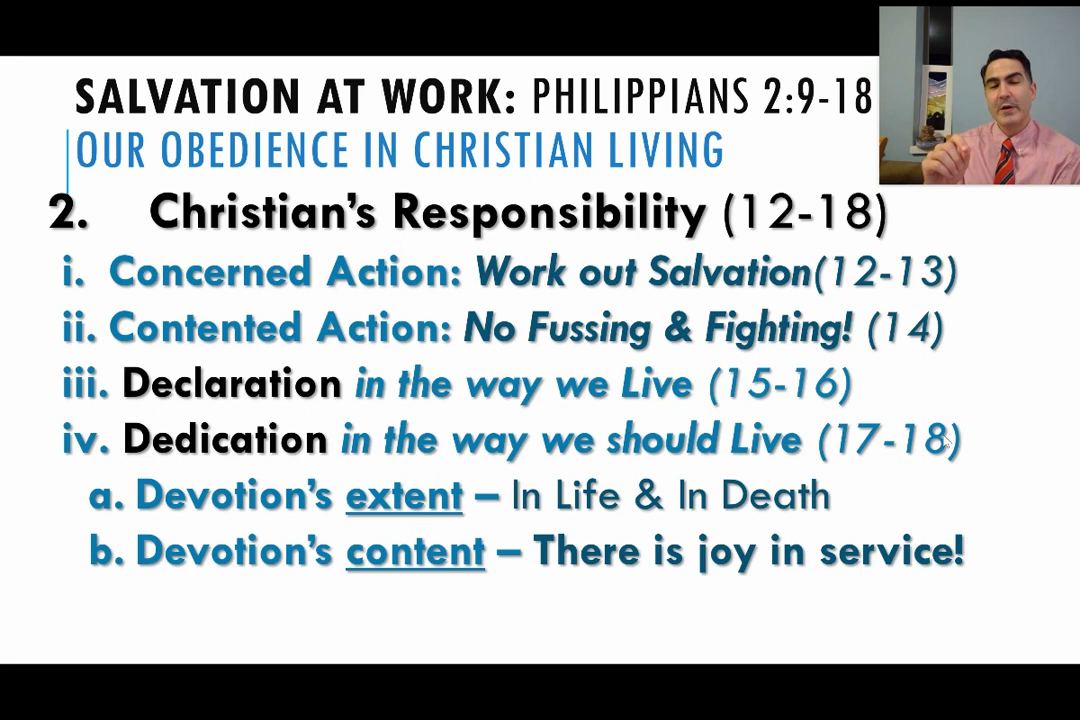 SALVATION AT WORK: PHILIPPIANS 2:9-18
OUR OBEDIENCE IN CHRISTIAN LIVING
2. Christian's Responsibility (12-18)
i. Concerned Action: Work out Salvation(12-13)
ii. Contented Action: No Fussing & Fighting! (14)
iii. Declaration in the way we Live (15-16)
iv. Dedication in the way we should Live (17-18)
a. Devotion's extent – In Life & In Death
b. Devotion's content – There is joy in service!